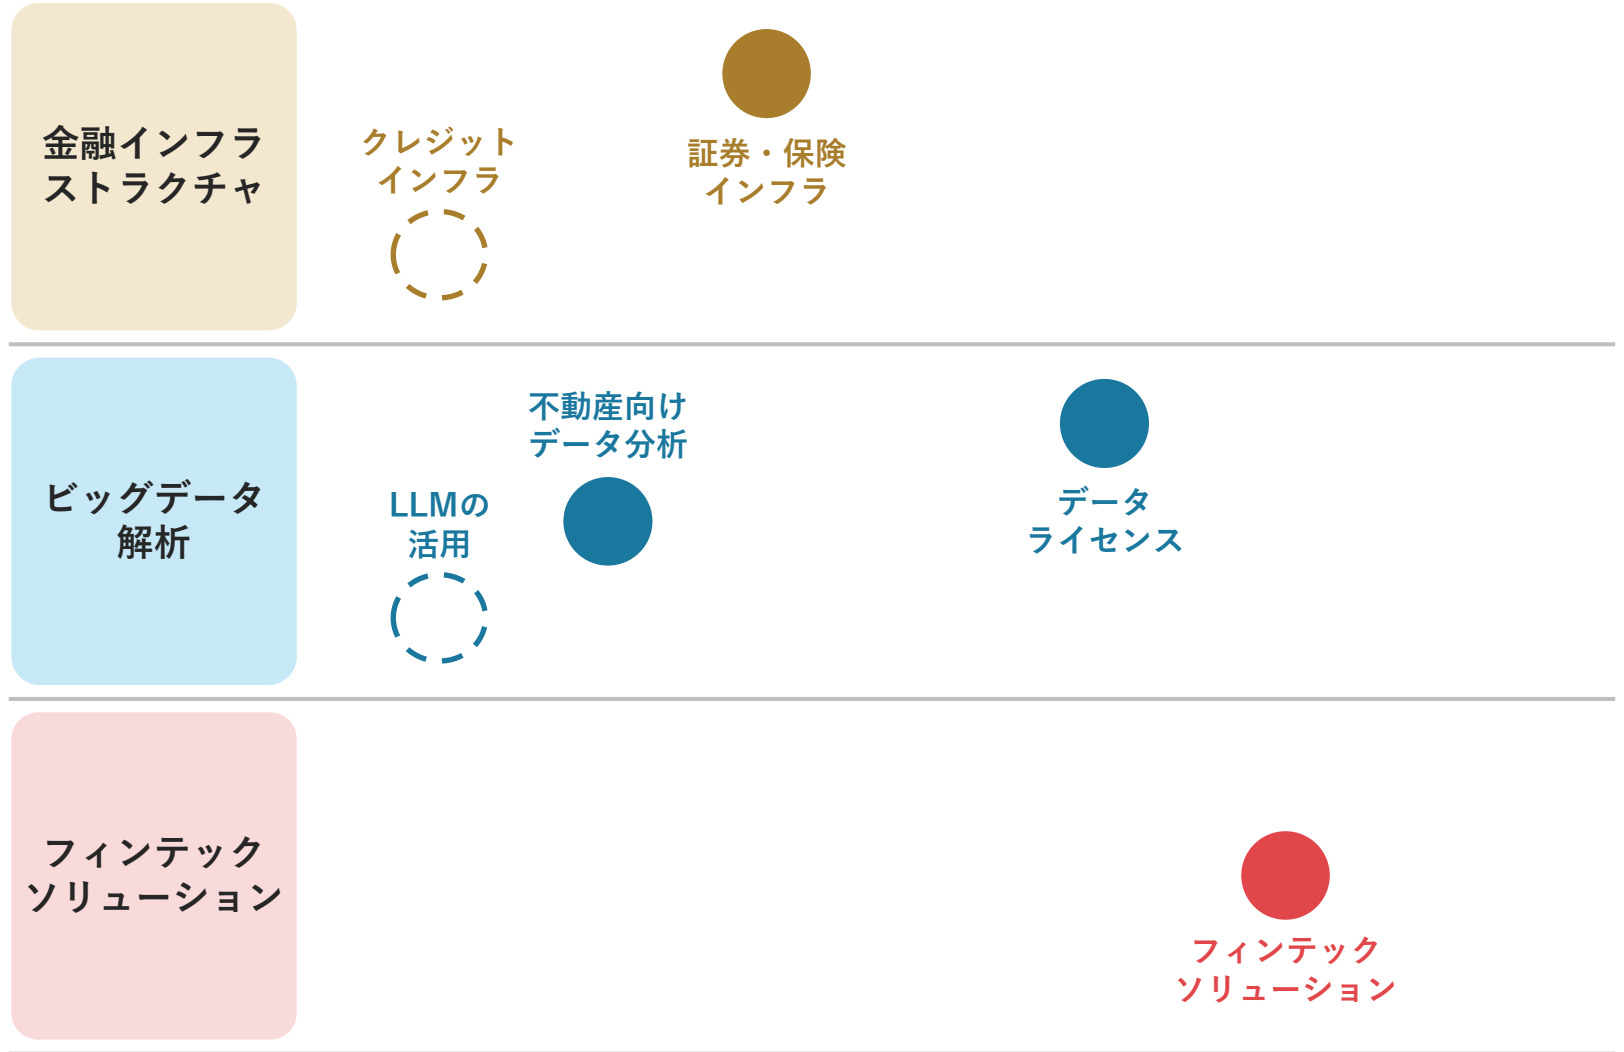 金融インフラ
ストラクチャ
クレジット
インフラ
証券・保険
インフラ
ビッグデータ
解析
LLMの
活用
不動産向け
データ分析
データ
ライセンス
フィンテック
ソリューション
フィンテック
ソリューション